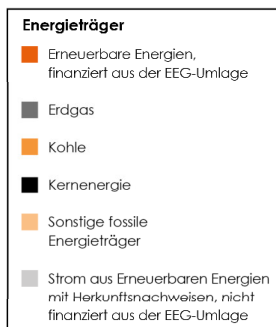 Energieträger
Erneuerbare Energien,
finanziert aus der EEG-Umlage
Erdgas
Kohle
Kernenergie
Sonstige fossile
Energieträger
Strom aus Erneuerbaren Energien
mit Herkunftsnachweisen, nicht
finanziert aus der EEG-Umlage